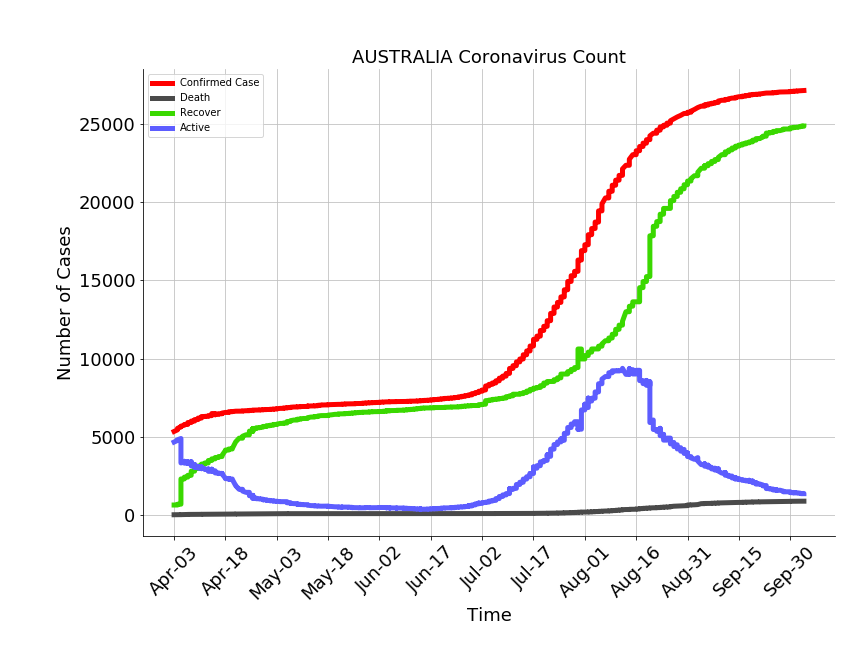 AUSTRALIA Coronavirus Count
Confirmed Case
Death
Recover
Active
Number of Cases
25000
20000
15000
10000
5000
0
Apr-03
Apr-18
May-03
May-18
Jun-02
Jun-17
Jul-02
Jul-17
Aug-01
Aug-16
Aug-31
Sep-15
Sep-30
Time